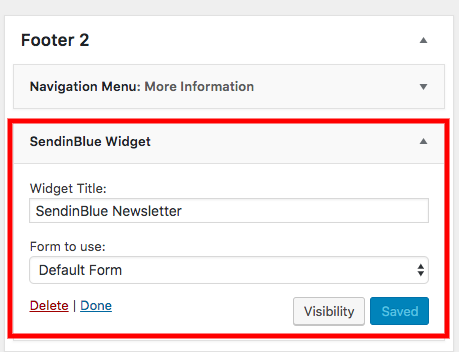 Footer 2
Navigation Menu: More Information
SendinBlue Widget
Widget Title:
SendinBlue Newsletter
Form to use:
Default Form
Delete | Done Visibility Saved